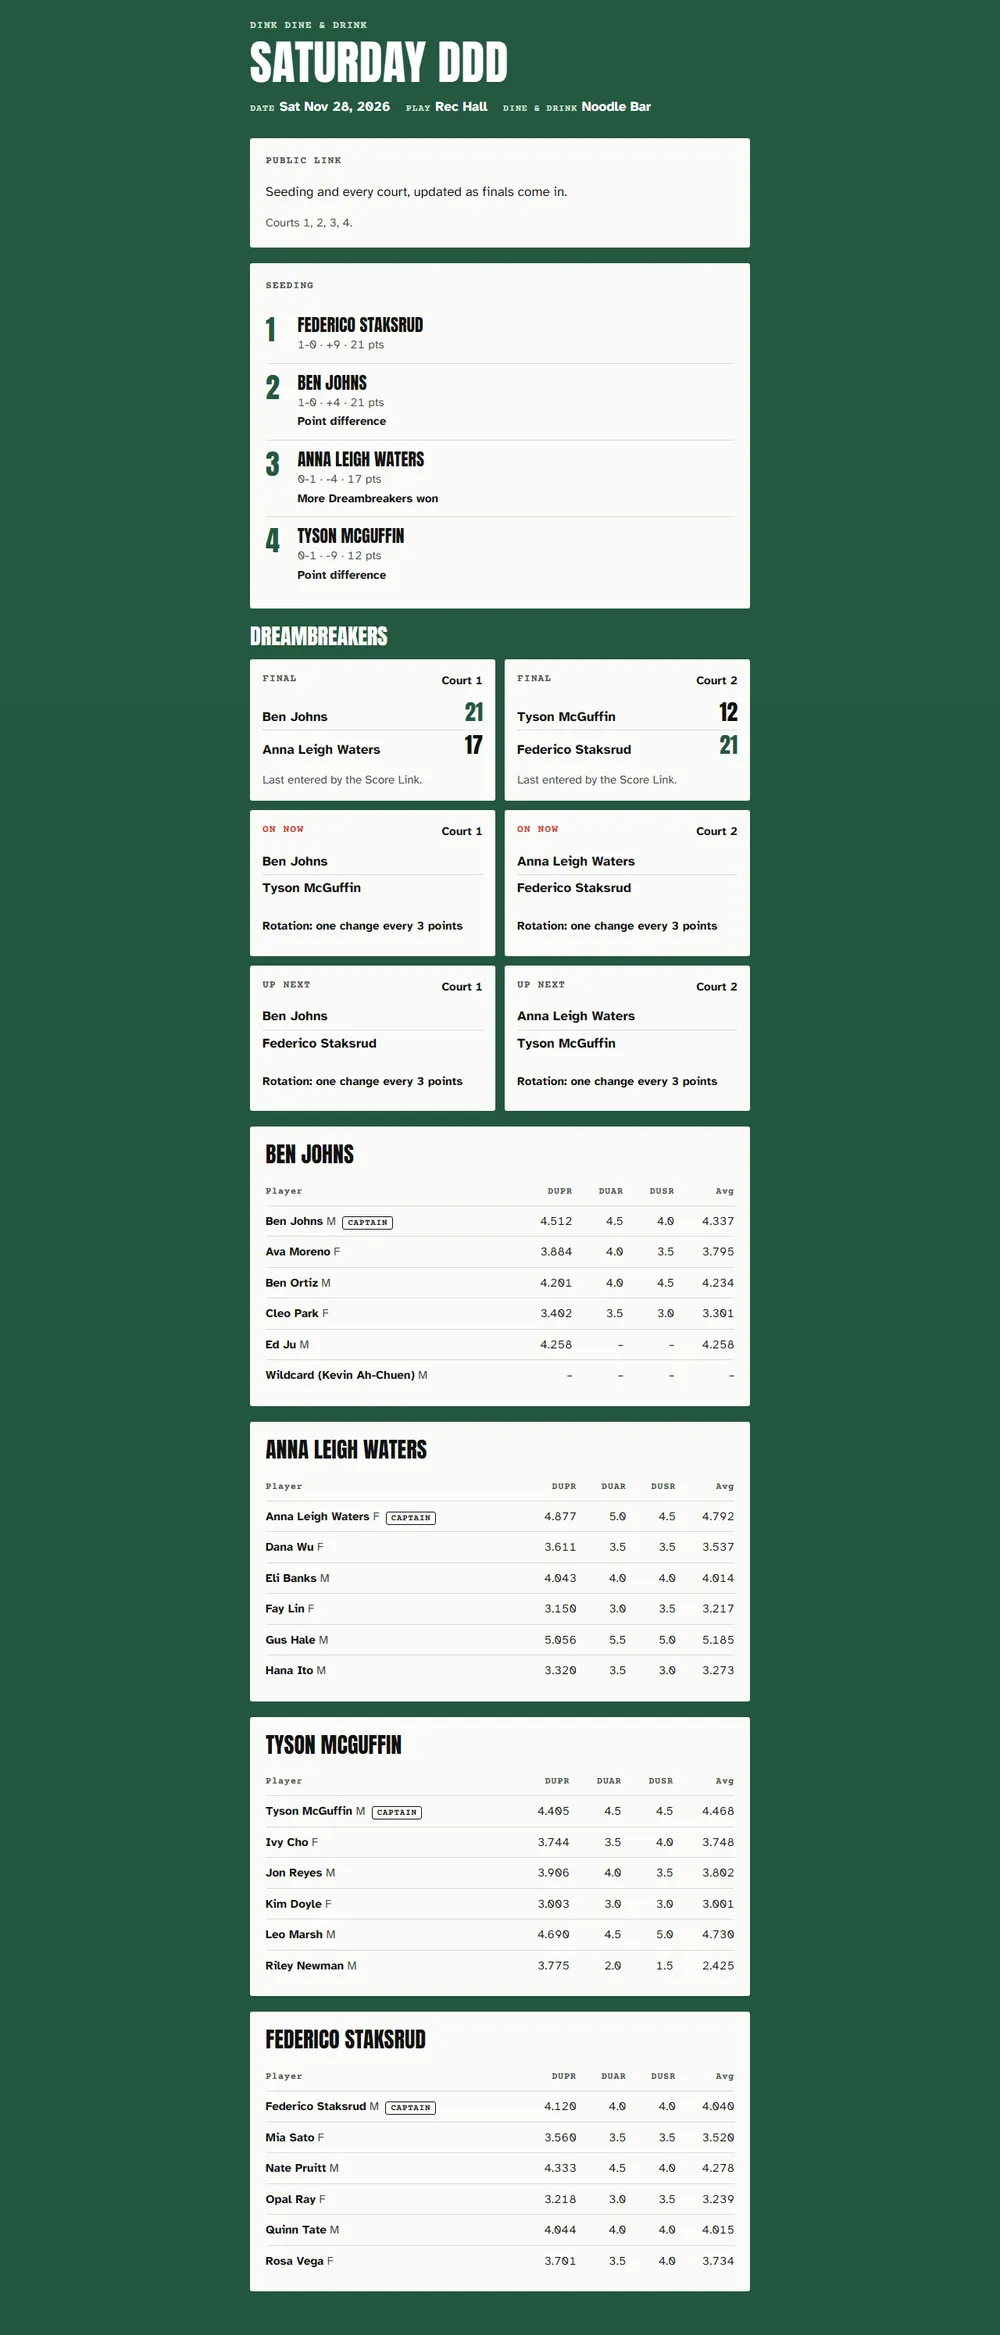 DINK DINE & DRINK
SATURDAY DDD
DATE Sat Nov 28, 2026 PLAY Rec Hall DINE & DRINK Noodle Bar
PUBLIC LINK
Seeding and every court, updated as finals come in.
Courts 1, 2, 3, 4.
SEEDING
1 FEDERICO STAKSRUD
1-0 · +9 · 21 pts
2 BEN JOHNS
1-0 · +4 · 21 pts
Point difference
3 ANNA LEIGH WATERS
0-1 · -4 · 17 pts
More Dreambreakers won
4 TYSON MCGUFFIN
0-1 · -9 · 12 pts
Point difference
DREAMBREAKERS
FINAL Court 1
Ben Johns 21
Anna Leigh Waters 17
Last entered by the Score Link.
FINAL Court 2
Tyson McGuffin 12
Federico Staksrud 21
Last entered by the Score Link.
ON NOW Court 1
Ben Johns
Tyson McGuffin
Rotation: one change every 3 points
ON NOW Court 2
Anna Leigh Waters
Federico Staksrud
Rotation: one change every 3 points
UP NEXT Court 1
Ben Johns
Federico Staksrud
Rotation: one change every 3 points
UP NEXT Court 2
Anna Leigh Waters
Tyson McGuffin
Rotation: one change every 3 points
BEN JOHNS
Player DUPR DUAR DUSR Avg
Ben Johns M CAPTAIN 4.512 4.5 4.0 4.337
Ava Moreno F 3.884 4.0 3.5 3.795
Ben Ortiz M 4.201 4.0 4.5 4.234
Cleo Park F 3.402 3.5 3.0 3.301
Ed Ju M 4.258 – – 4.258
Wildcard (Kevin Ah-Chuen) M – – – –
ANNA LEIGH WATERS
Player DUPR DUAR DUSR Avg
Anna Leigh Waters F CAPTAIN 4.877 5.0 4.5 4.792
Dana Wu F 3.611 3.5 3.5 3.537
Eli Banks M 4.043 4.0 4.0 4.014
Fay Lin F 3.150 3.0 3.5 3.217
Gus Hale M 5.056 5.5 5.0 5.185
Hana Ito M 3.320 3.5 3.0 3.273
TYSON MCGUFFIN
Player DUPR DUAR DUSR Avg
Tyson McGuffin M CAPTAIN 4.405 4.5 4.5 4.468
Ivy Cho F 3.744 3.5 4.0 3.748
Jon Reyes M 3.906 4.0 3.5 3.802
Kim Doyle F 3.003 3.0 3.0 3.001
Leo Marsh M 4.690 4.5 5.0 4.730
Riley Newman M 3.775 2.0 1.5 2.425
FEDERICO STAKSRUD
Player DUPR DUAR DUSR Avg
Federico Staksrud M CAPTAIN 4.120 4.0 4.0 4.040
Mia Sato F 3.560 3.5 3.5 3.520
Nate Pruitt M 4.333 4.5 4.0 4.278
Opal Ray F 3.218 3.0 3.5 3.239
Quinn Tate M 4.044 4.0 4.0 4.015
Rosa Vega F 3.701 3.5 4.0 3.734